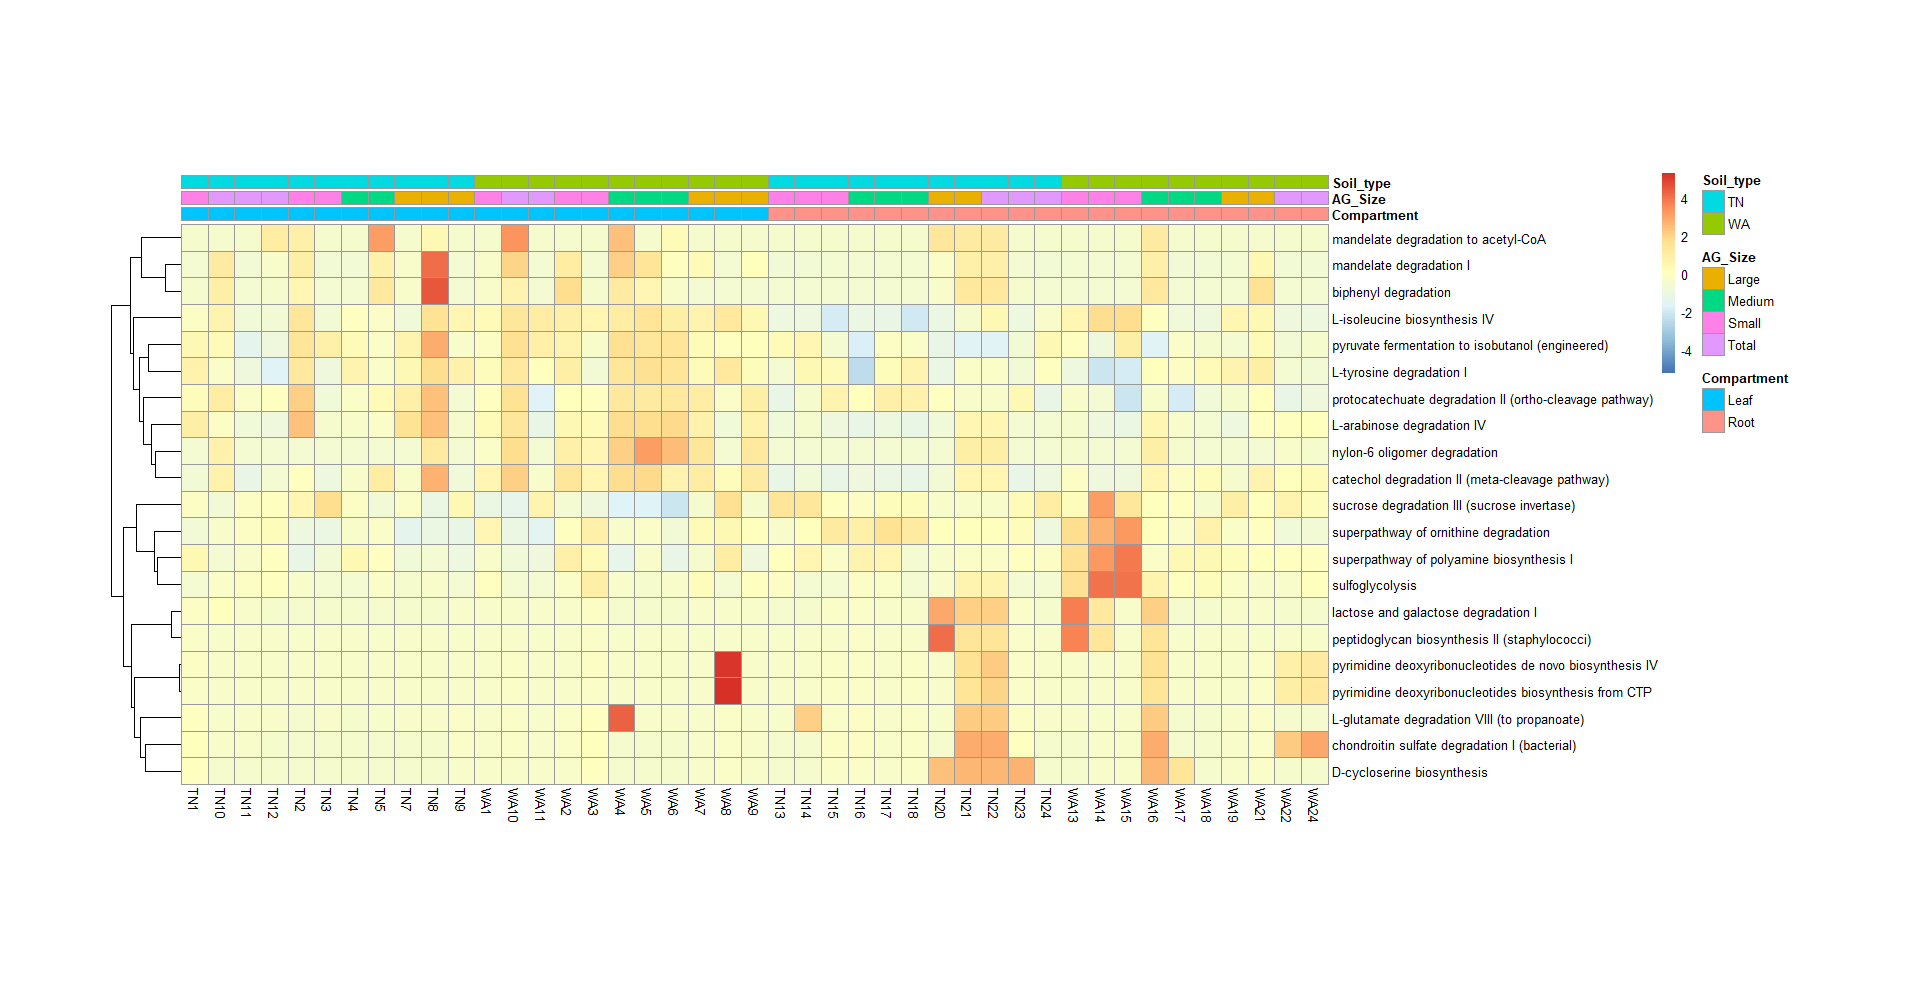 Soil_type
AG_Size
Compartment
mandelate degradation to acetyl-CoA
mandelate degradation I
biphenyl degradation
L-isoleucine biosynthesis IV
pyruvate fermentation to isobutanol (engineered)
L-tyrosine degradation I
protocatechuate degradation II (ortho-cleavage pathway)
L-arabinose degradation IV
nylon-6 oligomer degradation
catechol degradation II (meta-cleavage pathway)
sucrose degradation III (sucrose invertase)
superpathway of ornithine degradation
superpathway of polyamine biosynthesis I
sulfoglycolysis
lactose and galactose degradation I
peptidoglycan biosynthesis II (staphylococci)
pyrimidine deoxyribonucleotides de novo biosynthesis IV
pyrimidine deoxyribonucleotides biosynthesis from CTP
L-glutamate degradation VIII (to propanoate)
chondroitin sulfate degradation I (bacterial)
D-cycloserine biosynthesis
TN1
TN10
TN11
TN12
TN2
TN3
TN4
TN5
TN7
TN8
TN9
WA1
WA10
WA11
WA2
WA3
WA4
WA5
WA6
WA7
WA8
WA9
TN13
TN14
TN15
TN16
TN17
TN18
TN20
TN21
TN22
TN23
TN24
WA13
WA14
WA15
WA16
WA17
WA18
WA19
WA21
WA22
WA24
4
2
0
-2
-4
Soil_type
TN
WA
AG_Size
Large
Medium
Small
Total
Compartment
Leaf
Root